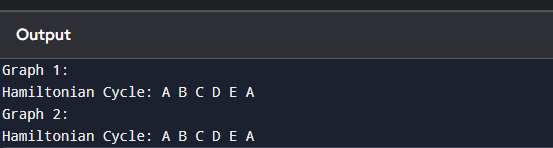 Output
Graph 1:
Hamiltonian Cycle: A B C D E A
Graph 2:
Hamiltonian Cycle: A B C D E A